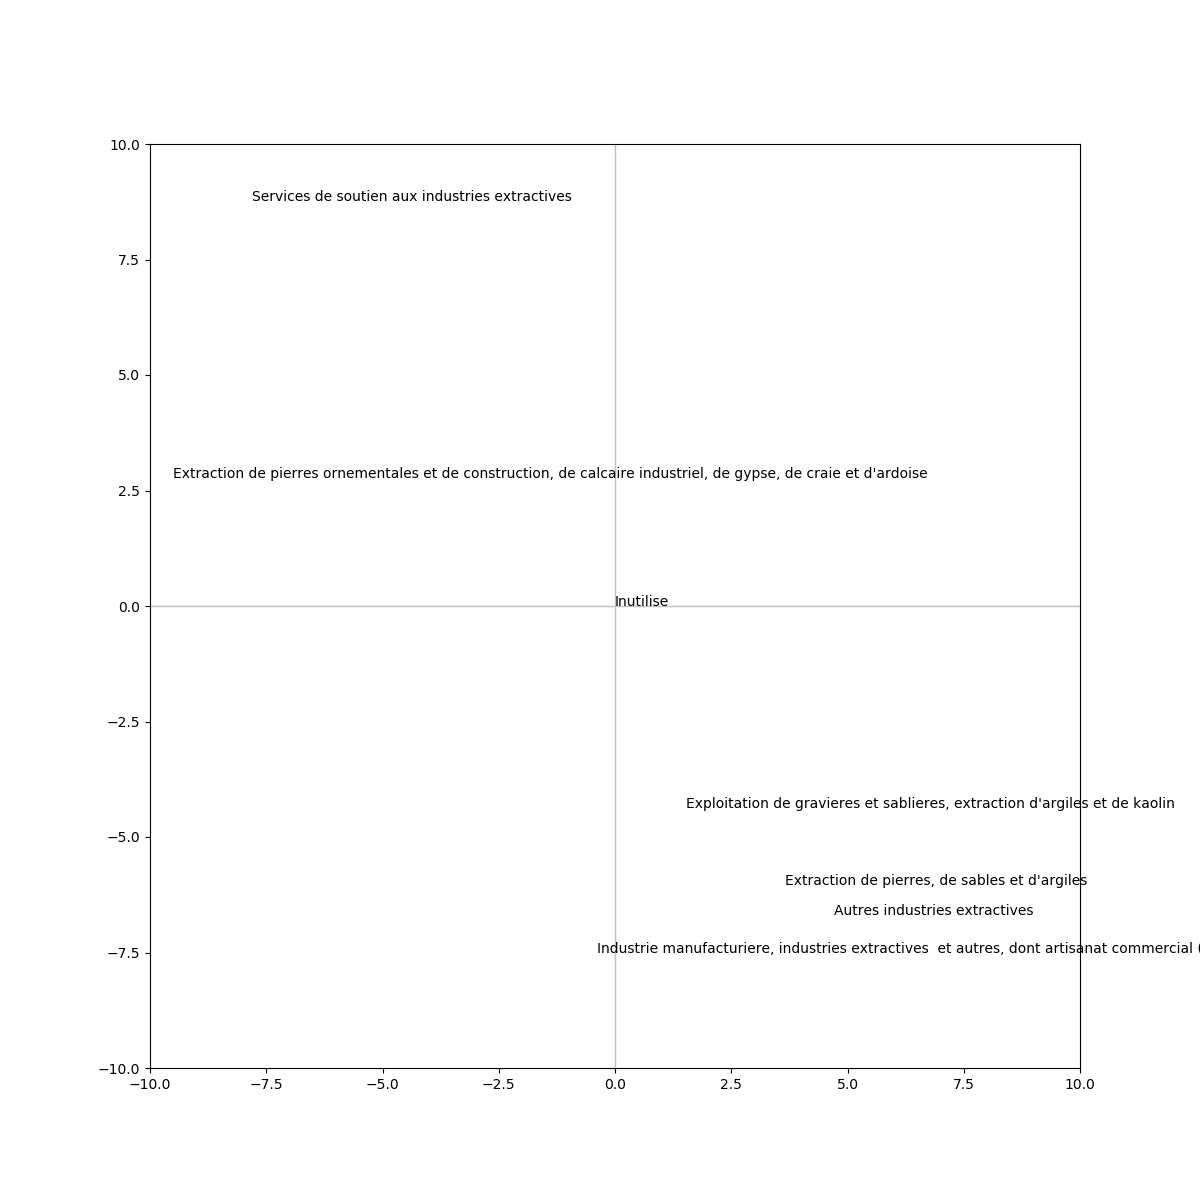 10.0
Services de soutien aux industries extractives
7.5
5.0
Extraction de pierres ornementales et de construction, de calcaire industriel, de gypse, de craie et d'ardoise
2.5
Inutilise
0.0
−2.5
Exploitation de gravieres et sablieres, extraction d'argiles et de kaolin
−5.0
Extraction de pierres, de sables et d'argiles
Autres industries extractives
Industrie manufacturiere, industries extractives  et autres, dont artisanat commercial (
−7.5
−10.0
−10.0 −7.5 −5.0 −2.5 0.0 2.5 5.0 7.5 10.0